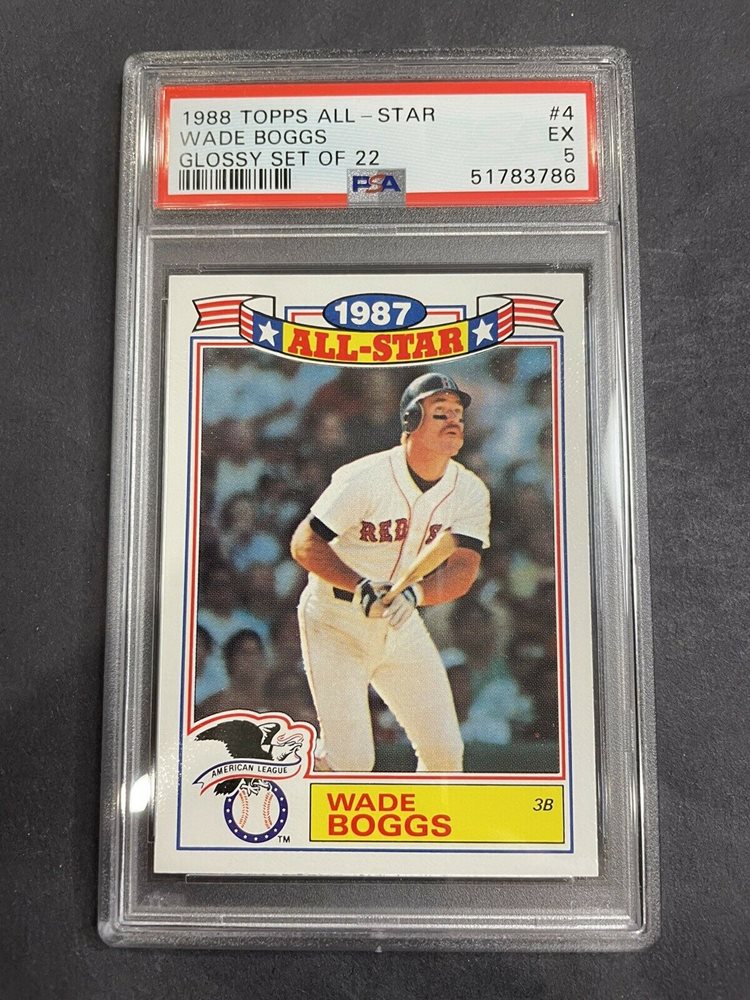 1988 TOPPS ALL-STAR #4
WADE BOGGS EX
GLOSSY SET OF 22 5
PSA 51783786
1987
ALL-STAR
B
RED S
AMERICAN LEAGUE
TM
WADE 3B
BOGGS